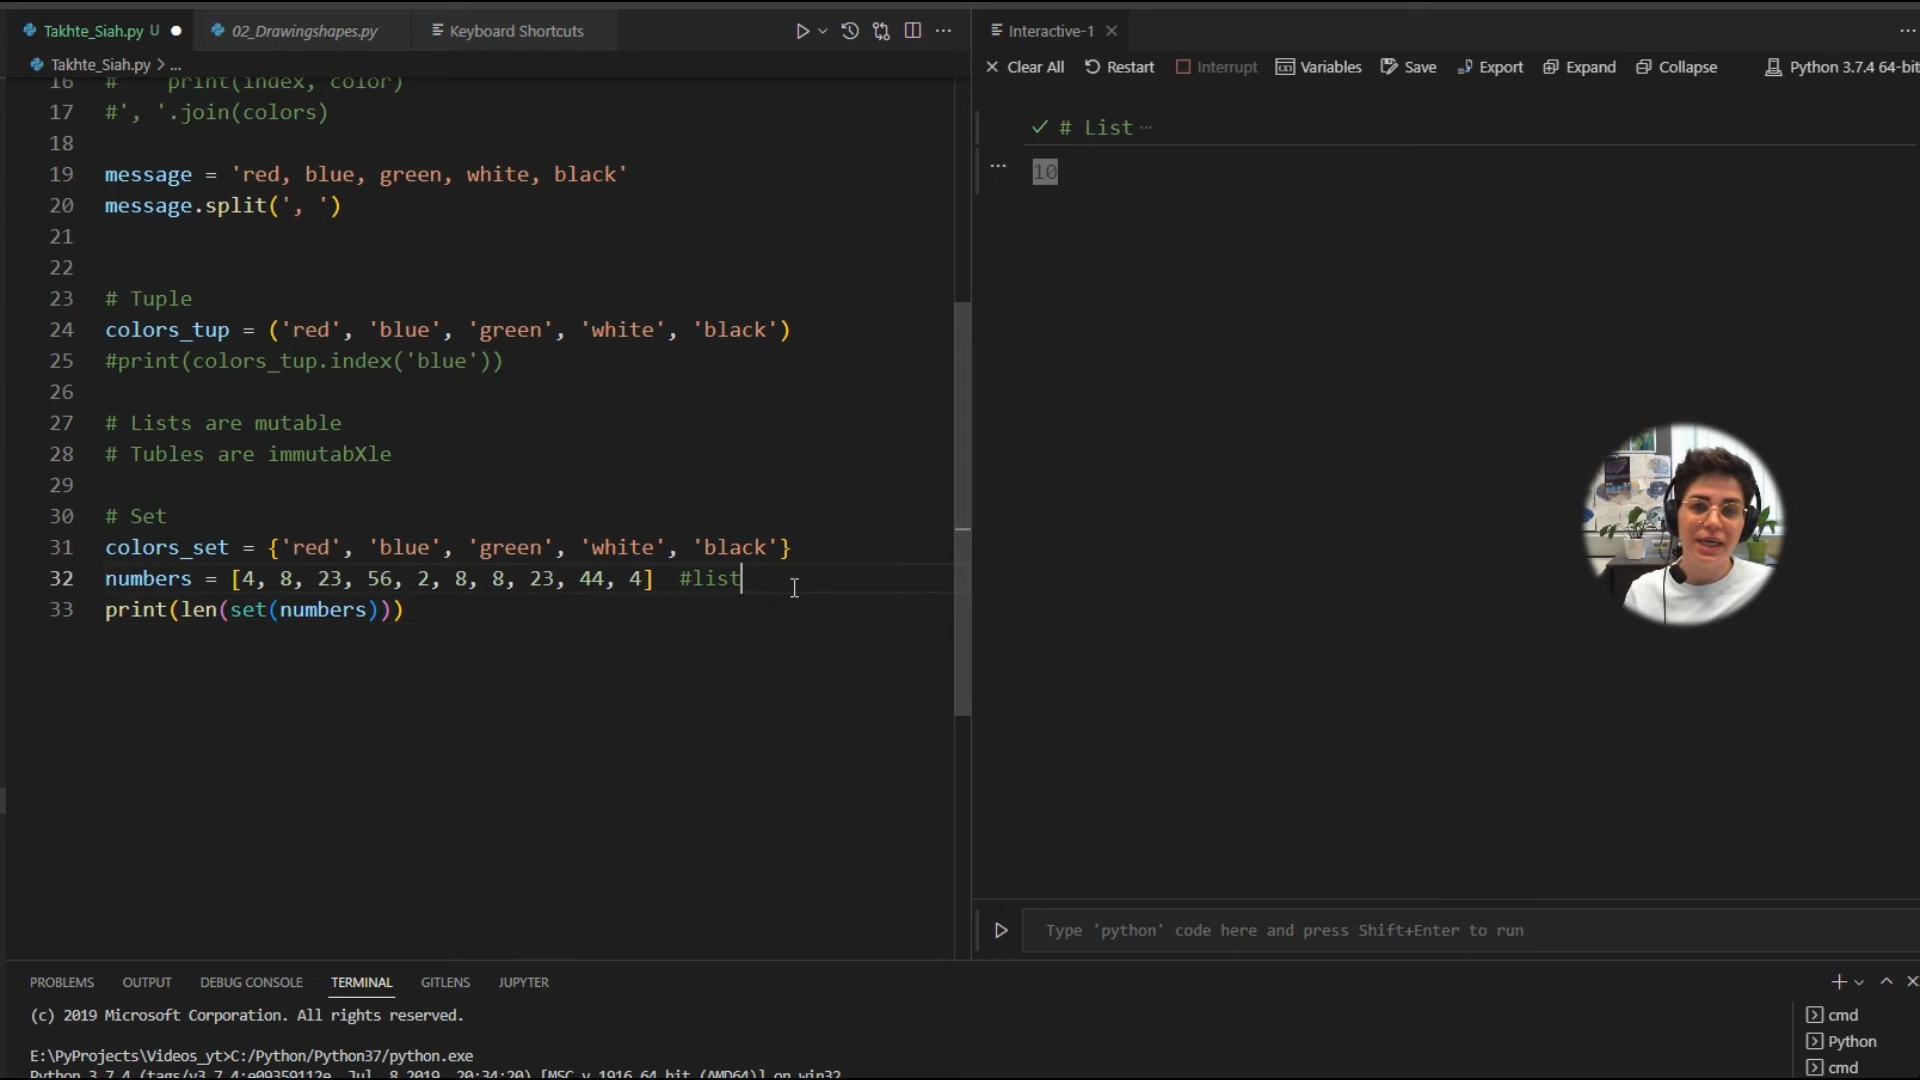 Takhte_Siah.py U
02_Drawingshapes.py
Keyboard Shortcuts
Interactive-1
Takhte_Siah.py > ...
Clear All Restart Interrupt Variables Save Export Expand Collapse Python 3.7.4 64-bit
16 #    print(index, color)
17 #', '.join(colors)
18
19 message = 'red, blue, green, white, black'
20 message.split(', ')
21
22
23 # Tuple
24 colors_tup = ('red', 'blue', 'green', 'white', 'black')
25 #print(colors_tup.index('blue'))
26
27 # Lists are mutable
28 # Tubles are immutabXle
29
30 # Set
31 colors_set = {'red', 'blue', 'green', 'white', 'black'}
32 numbers = [4, 8, 23, 56, 2, 8, 8, 23, 44, 4]  #list
33 print(len(set(numbers)))
# List ...
10
Type 'python' code here and press Shift+Enter to run
PROBLEMS OUTPUT DEBUG CONSOLE TERMINAL GITLENS JUPYTER
(c) 2019 Microsoft Corporation. All rights reserved.
E:\PyProjects\Videos_yt>C:/Python/Python37/python.exe
Python 3.7.4 (tags/v3.7.4:e09359112e, Jul  8 2019, 20:34:20) [MSC v.1916 64 bit (AMD64)] on win32
cmd
Python
cmd